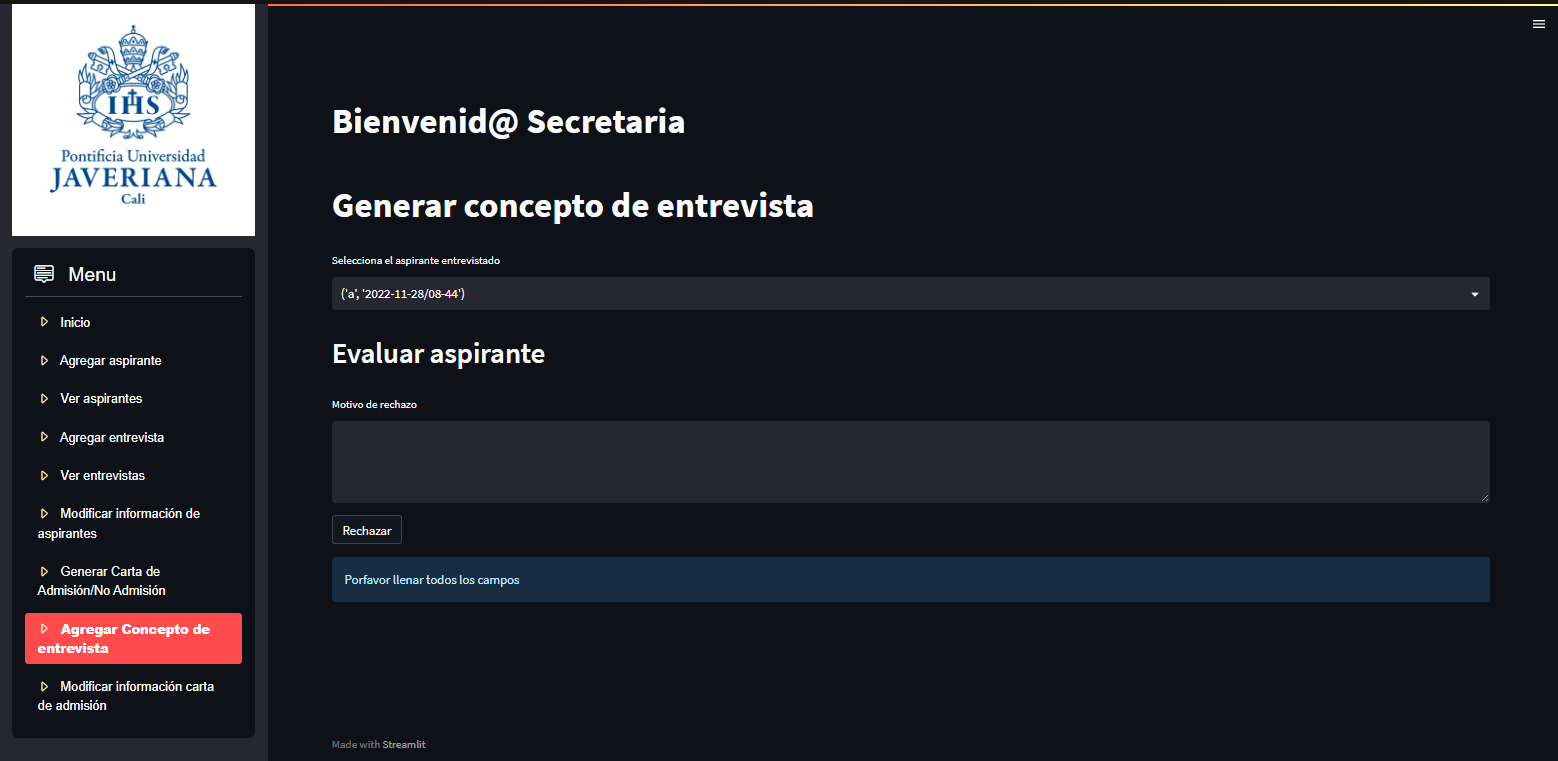 IHS
Pontificia Universidad
JAVERIANA
Cali
Menu
Inicio
Agregar aspirante
Ver aspirantes
Agregar entrevista
Ver entrevistas
Modificar información de
aspirantes
Generar Carta de
Admisión/No Admisión
Agregar Concepto de
entrevista
Modificar información carta
de admisión
Bienvenid@ Secretaria
Generar concepto de entrevista
Selecciona el aspirante entrevistado
('a', '2022-11-28/08-44')
Evaluar aspirante
Motivo de rechazo
Rechazar
Porfavor llenar todos los campos
Made with Streamlit